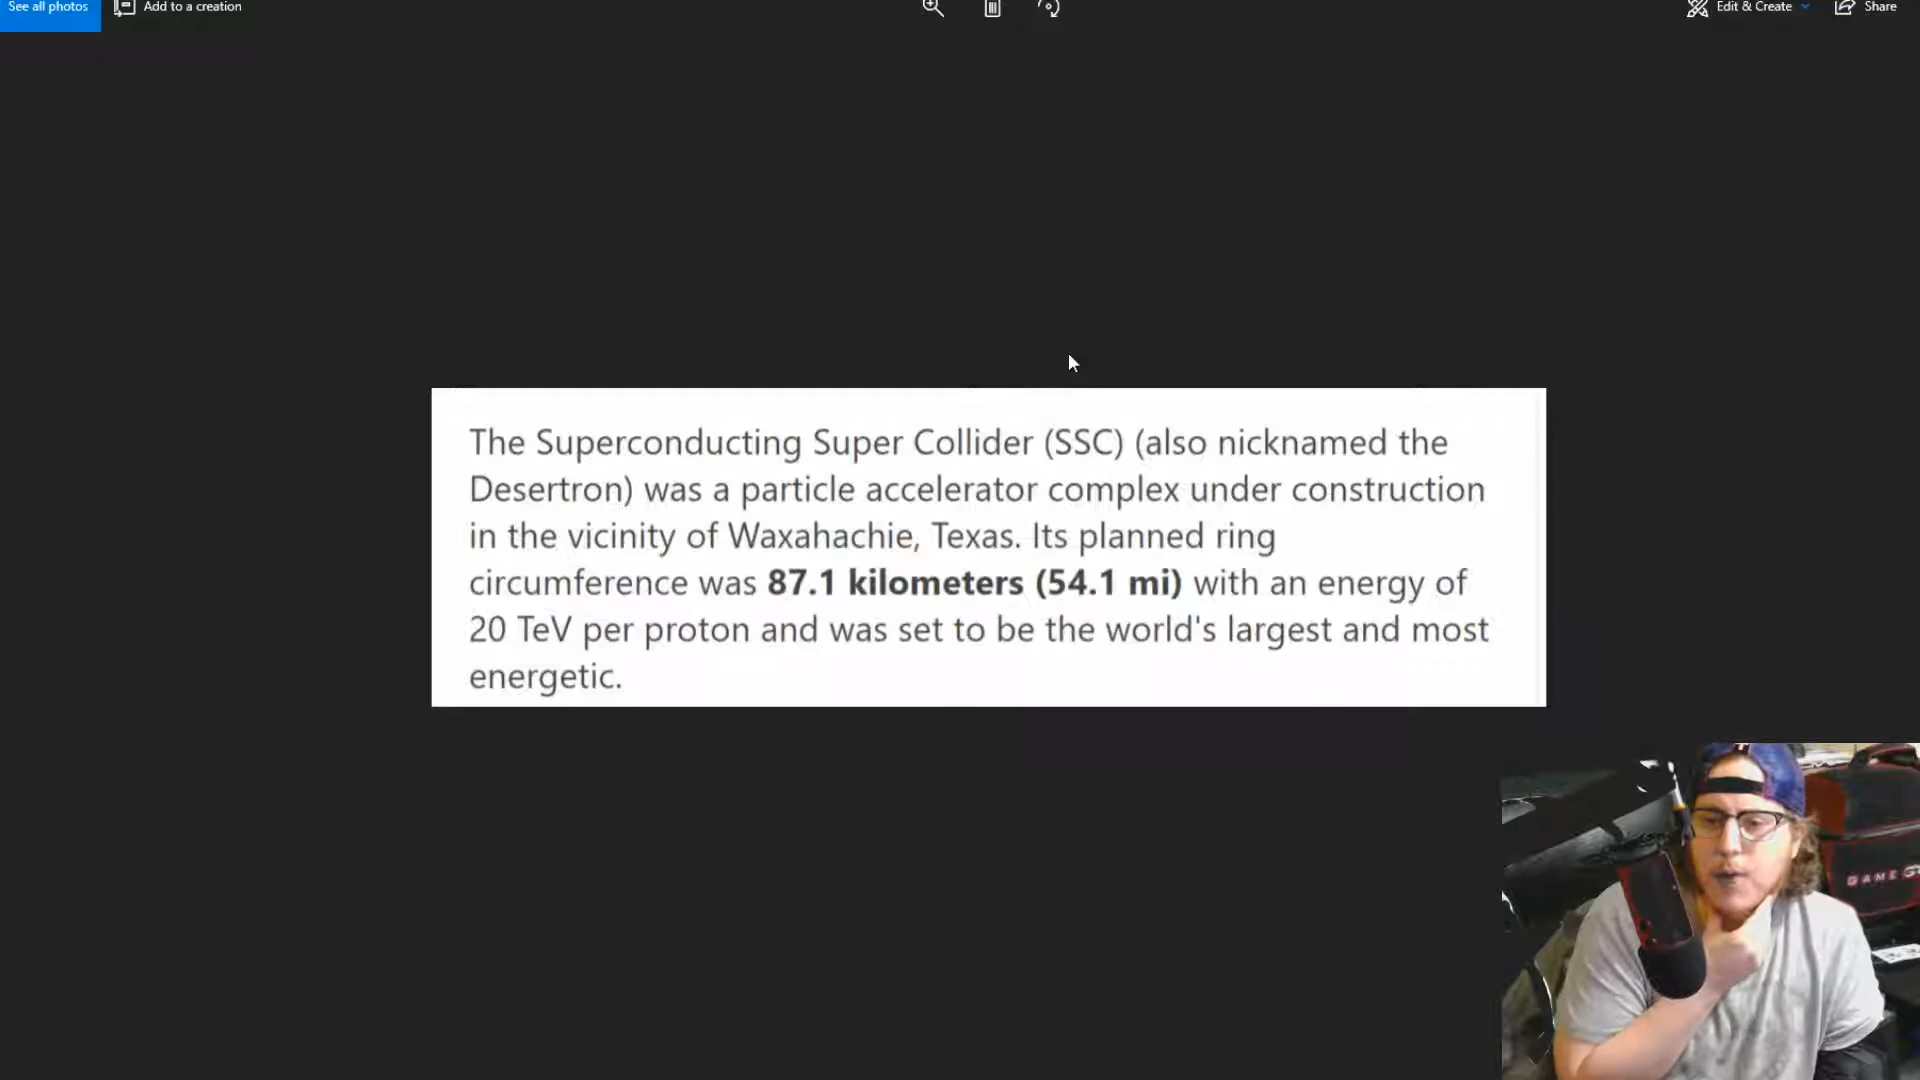 See all photos
Add to a creation
Edit & Create
Share
The Superconducting Super Collider (SSC) (also nicknamed the
Desertron) was a particle accelerator complex under construction
in the vicinity of Waxahachie, Texas. Its planned ring
circumference was 87.1 kilometers (54.1 mi) with an energy of
20 TeV per proton and was set to be the world's largest and most
energetic.
GAME